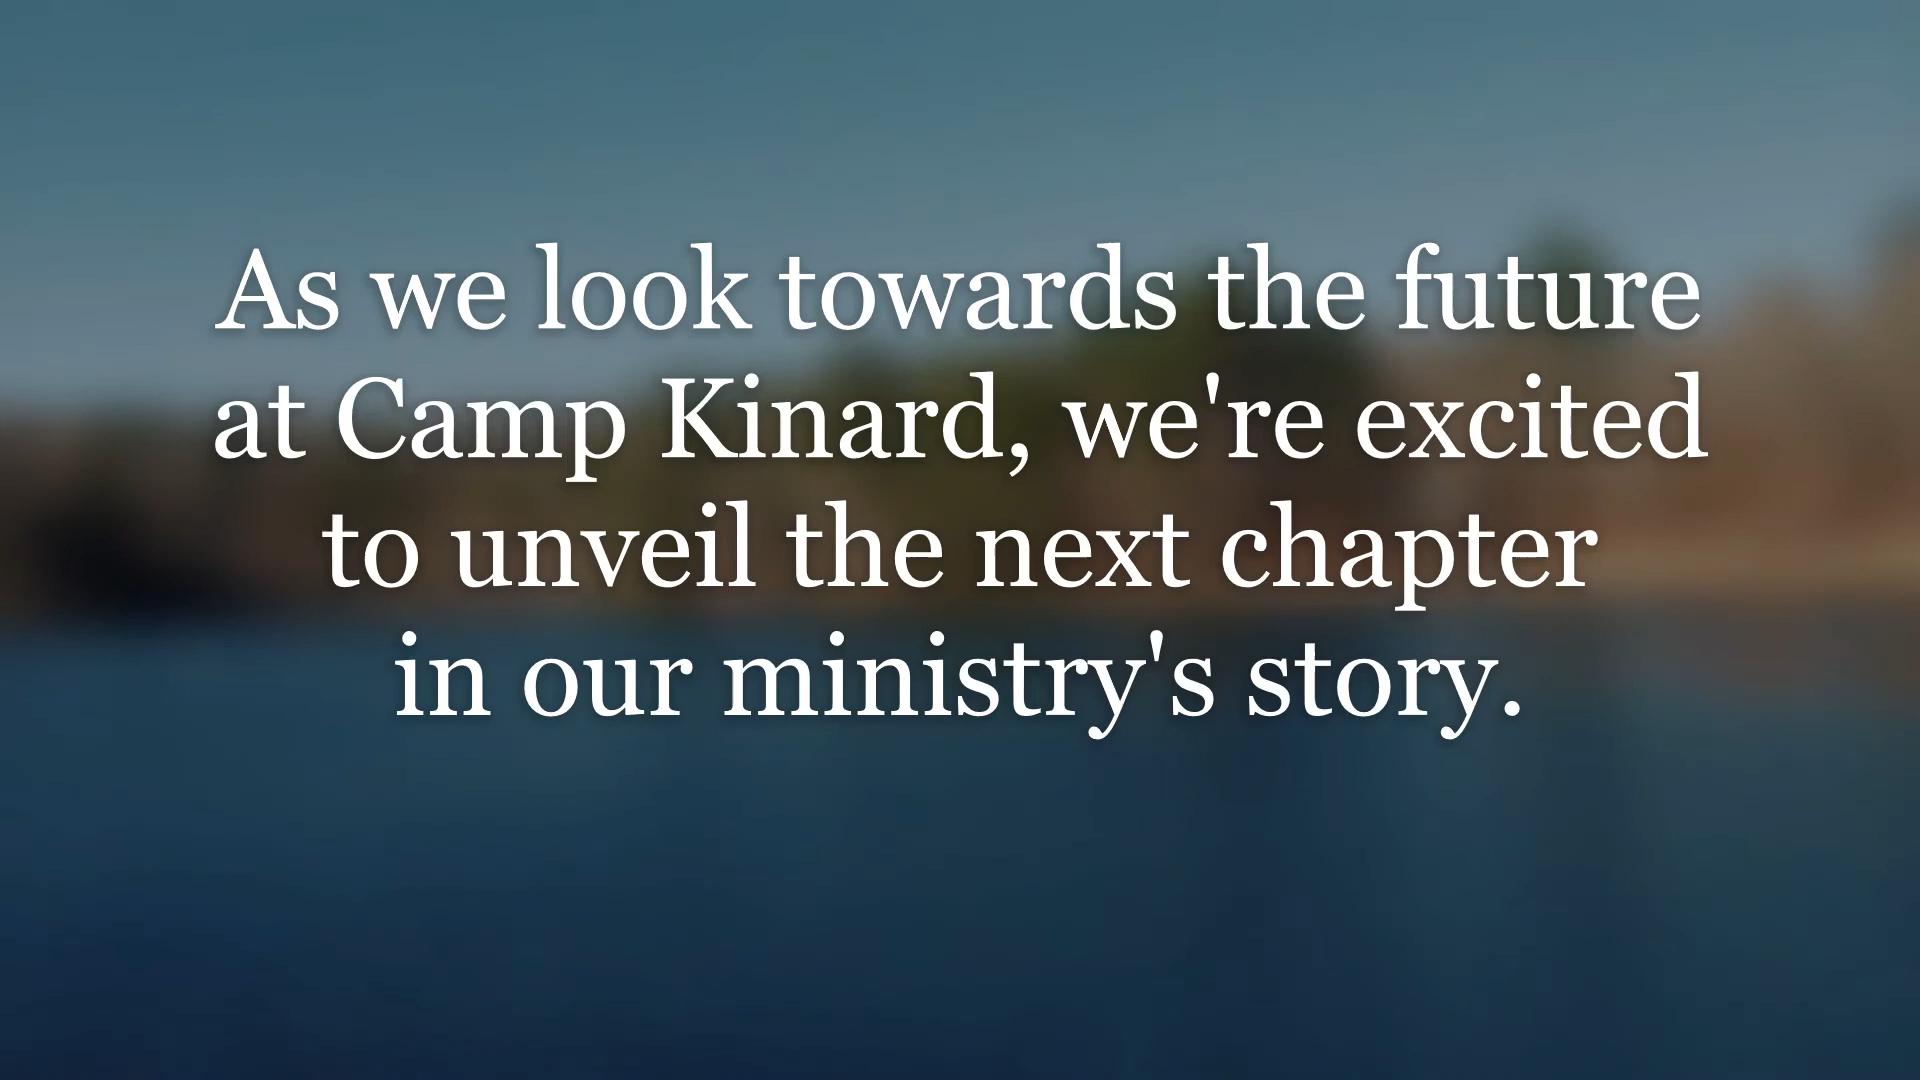 As we look towards the future
at Camp Kinard, we're excited
to unveil the next chapter
in our ministry's story.